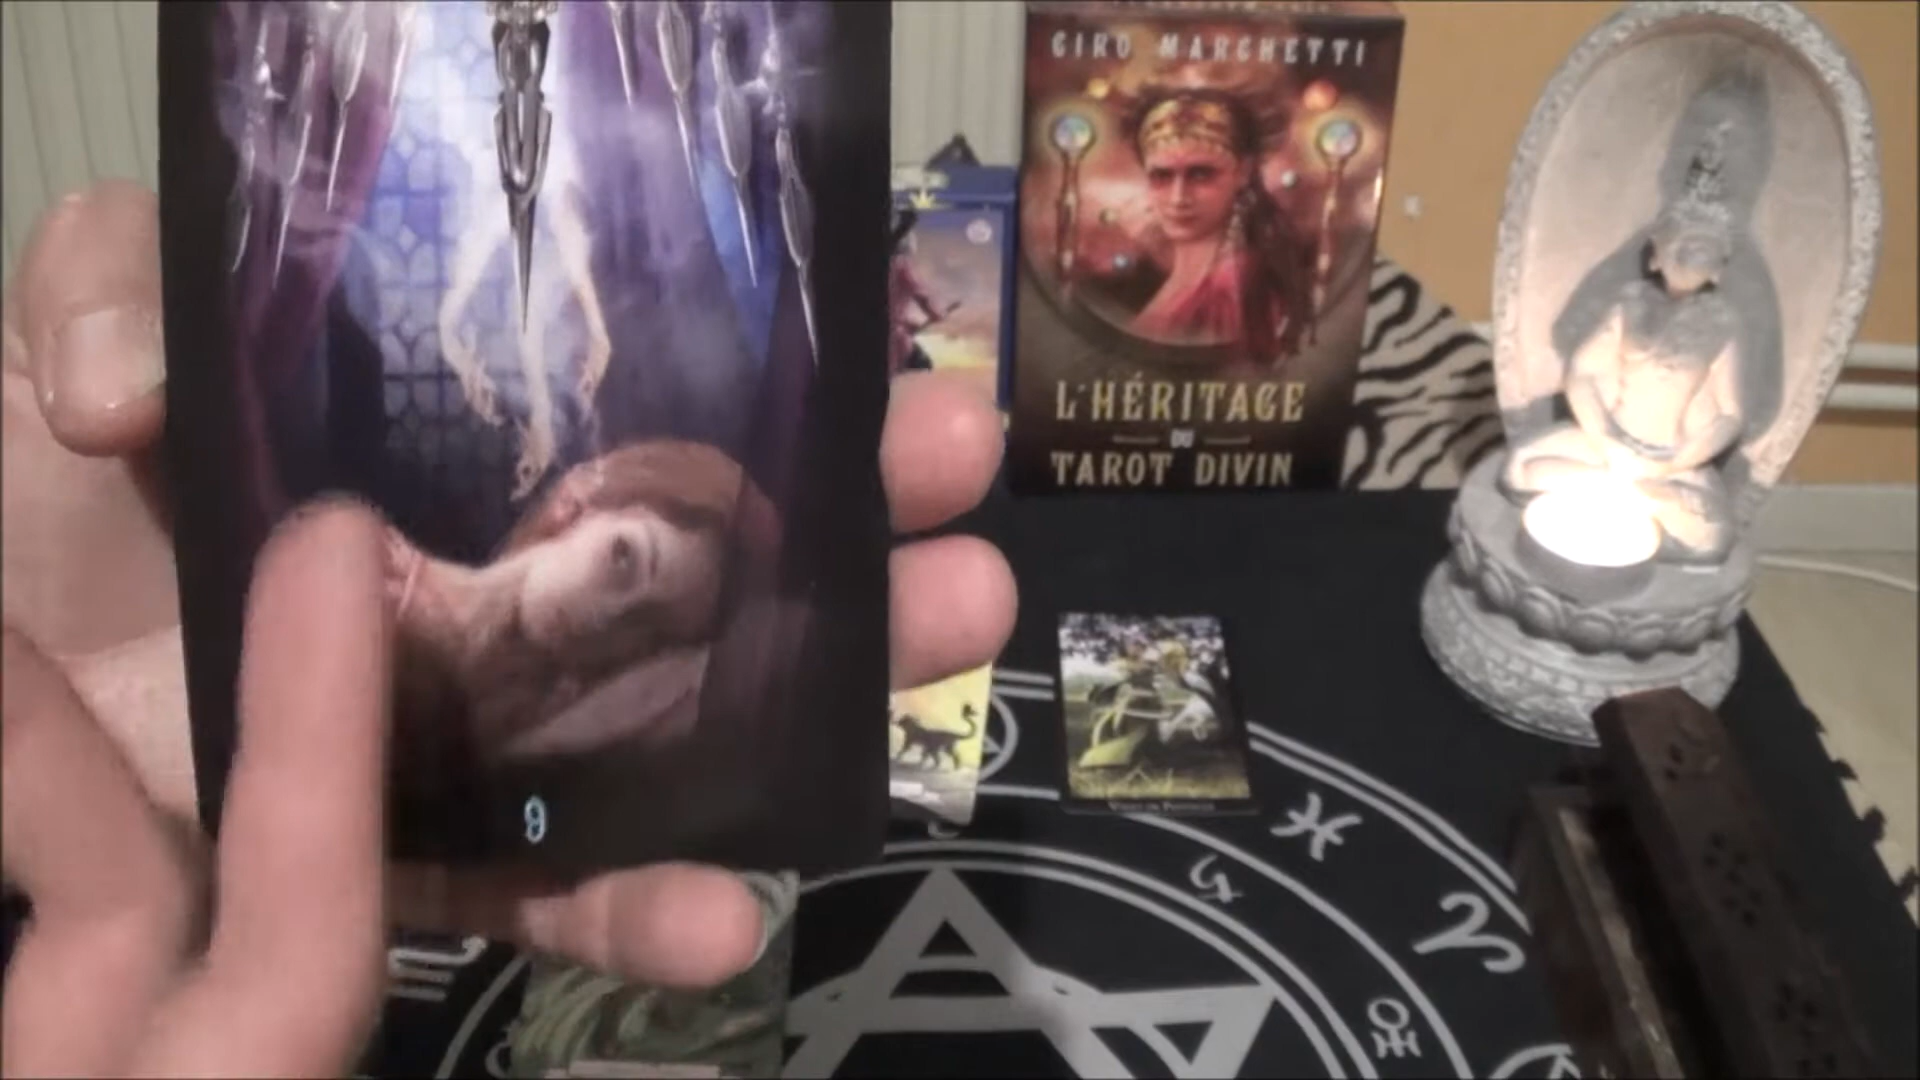 CIRO MARCHETTI
L'HÉRITAGE
DU
TAROT DIVIN
9